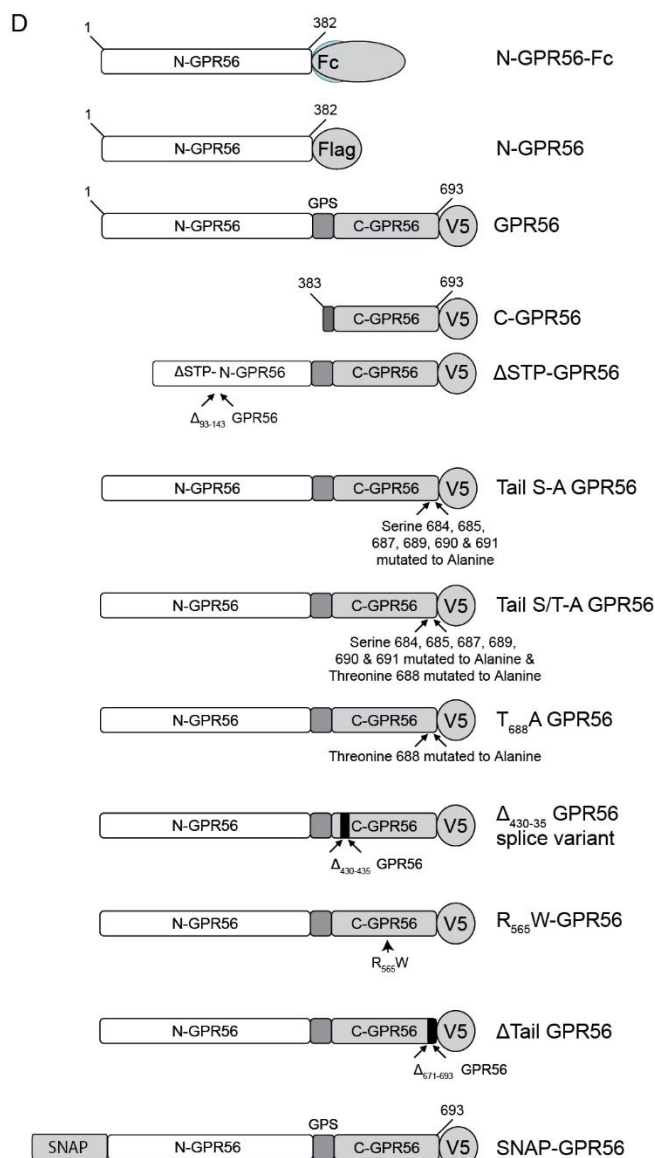 D
1
382
N-GPR56
Fc
N-GPR56-Fc
1
382
N-GPR56
Flag
N-GPR56
1
GPS
693
N-GPR56
C-GPR56
V5
GPR56
383
693
C-GPR56
V5
C-GPR56
ΔSTP- N-GPR56
C-GPR56
V5
ΔSTP-GPR56
Δ93-143 GPR56
N-GPR56
C-GPR56
V5
Tail S-A GPR56
Serine 684, 685,
687, 689, 690 & 691
mutated to Alanine
N-GPR56
C-GPR56
V5
Tail S/T-A GPR56
Serine 684, 685, 687, 689,
690 & 691 mutated to Alanine &
Threonine 688 mutated to Alanine
N-GPR56
C-GPR56
V5
T688A GPR56
Threonine 688 mutated to Alanine
N-GPR56
C-GPR56
V5
Δ430-35 GPR56
splice variant
Δ430-435 GPR56
N-GPR56
C-GPR56
V5
R565W-GPR56
R565W
N-GPR56
C-GPR56
V5
ΔTail GPR56
Δ671-693 GPR56
GPS
693
SNAP
N-GPR56
C-GPR56
V5
SNAP-GPR56